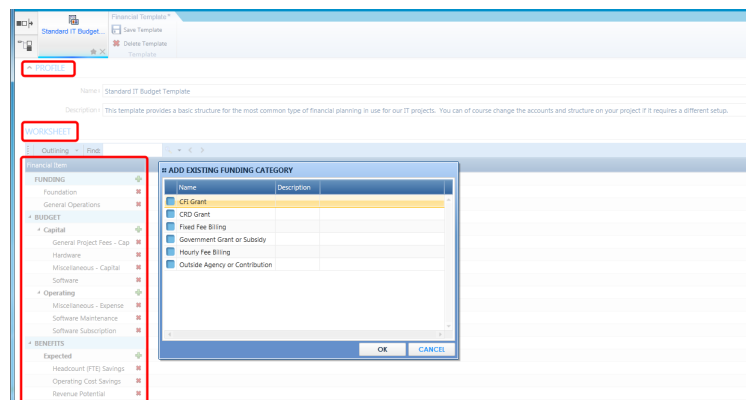 Financial Template*
Standard IT Budget...
Save Template
Delete Template
Template
PROFILE
Name: Standard IT Budget Template
Description: This template provides a basic structure for the most common type of financial planning in use for our IT projects. You can of course change the accounts and structure on your project if it requires a different setup.
WORKSHEET
Outlining Find:
Financial Item
FUNDING
Foundation
General Operations
BUDGET
Capital
General Project Fees - Cap
Hardware
Miscellaneous - Capital
Software
Operating
Miscellaneous - Expense
Software Maintenance
Software Subscription
BENEFITS
Expected
Headcount (FTE) Savings
Operating Cost Savings
Revenue Potential
ADD EXISTING FUNDING CATEGORY
Name Description
CFI Grant
CRD Grant
Fixed Fee Billing
Government Grant or Subsidy
Hourly Fee Billing
Outside Agency or Contribution
OK CANCEL